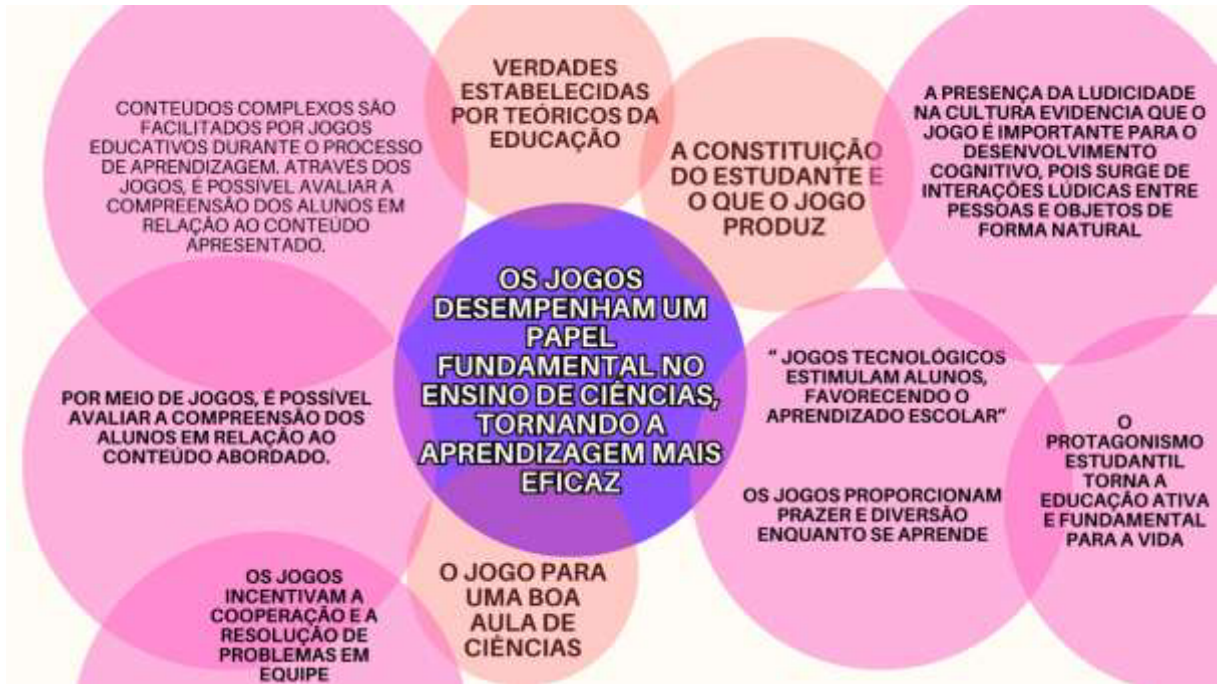 CONTEÚDOS COMPLEXOS SÃO
FACILITADOS POR JOGOS
EDUCATIVOS DURANTE O PROCESSO
DE APRENDIZAGEM. ATRAVÉS DOS
JOGOS, É POSSÍVEL AVALIAR A
COMPREENSÃO DOS ALUNOS EM
RELAÇÃO AO CONTEÚDO
APRESENTADO.
VERDADES
ESTABELECIDAS
POR TEÓRICOS DA
EDUCAÇÃO
A CONSTITUIÇÃO
DO ESTUDANTE E
O QUE O JOGO
PRODUZ
A PRESENÇA DA LUDICIDADE
NA CULTURA EVIDENCIA QUE O
JOGO É IMPORTANTE PARA O
DESENVOLVIMENTO
COGNITIVO, POIS SURGE DE
INTERAÇÕES LÚDICAS ENTRE
PESSOAS E OBJETOS DE
FORMA NATURAL
OS JOGOS
DESEMPENHAM UM
PAPEL
FUNDAMENTAL NO
ENSINO DE CIÊNCIAS,
TORNANDO A
APRENDIZAGEM MAIS
EFICAZ
POR MEIO DE JOGOS, É POSSÍVEL
AVALIAR A COMPREENSÃO DOS
ALUNOS EM RELAÇÃO AO
CONTEÚDO ABORDADO.
" JOGOS TECNOLÓGICOS
ESTIMULAM ALUNOS,
FAVORECENDO O
APRENDIZADO ESCOLAR"
OS JOGOS PROPORCIONAM
PRAZER E DIVERSÃO
ENQUANTO SE APRENDE
O
PROTAGONISMO
ESTUDANTIL
TORNA A
EDUCAÇÃO ATIVA
E FUNDAMENTAL
PARA A VIDA
OS JOGOS
INCENTIVAM A
COOPERAÇÃO E A
RESOLUÇÃO DE
PROBLEMAS EM
EQUIPE
O JOGO PARA
UMA BOA
AULA DE
CIÊNCIAS